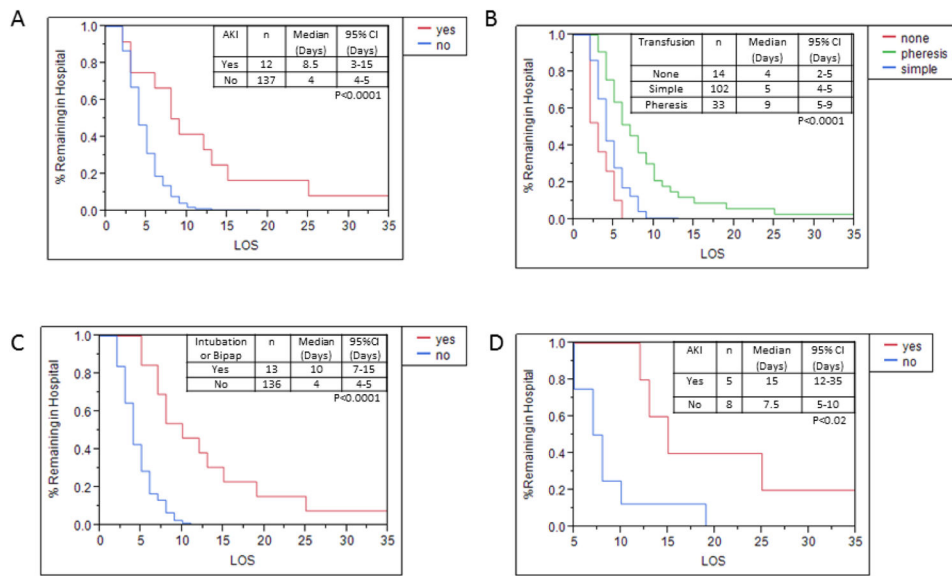 A
% Remaining in Hospital
1.0
0.8
0.6
0.4
0.2
0.0
AKI n Median (Days) 95% CI (Days)
Yes 12 8.5 3-15
No 137 4 4-5
P<0.0001
yes
no
0 5 10 15 20 25 30 35
LOS
B
% Remaining in Hospital
1.0
0.8
0.6
0.4
0.2
0.0
Transfusion n Median (Days) 95% CI (Days)
None 14 4 2-5
Simple 102 5 4-5
Pheresis 33 9 5-9
P<0.0001
none
pheresis
simple
0 5 10 15 20 25 30 35
LOS
C
% Remaining in Hospital
1.0
0.8
0.6
0.4
0.2
0.0
Intubation or Bipap n Median (Days) 95%CI (Days)
Yes 13 10 7-15
No 136 4 4-5
P<0.0001
yes
no
0 5 10 15 20 25 30 35
LOS
D
%Remaining in Hospital
1.0
0.8
0.6
0.4
0.2
0.0
AKI n Median (Days) 95% CI (Days)
Yes 5 15 12-35
No 8 7.5 5-10
P<0.02
yes
no
5 10 15 20 25 30 35
LOS